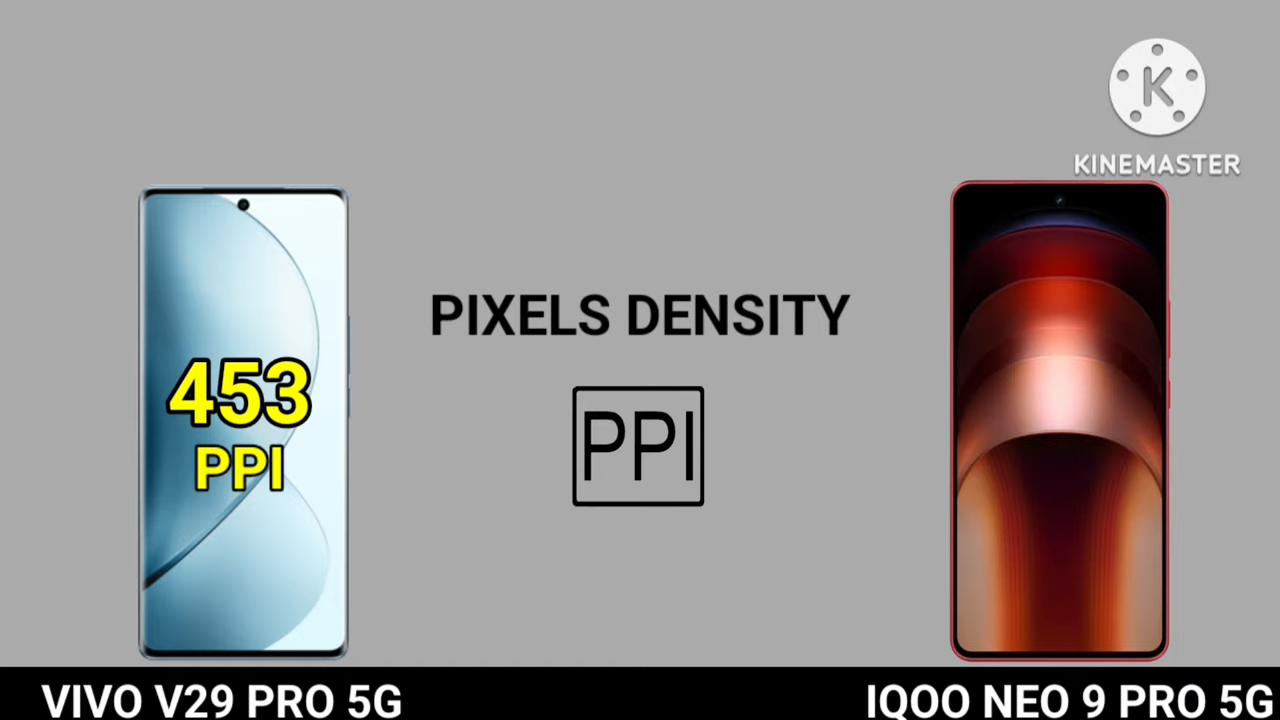 K
KINEMASTER
PIXELS DENSITY
453
PPI
PPI
VIVO V29 PRO 5G
IQOO NEO 9 PRO 5G